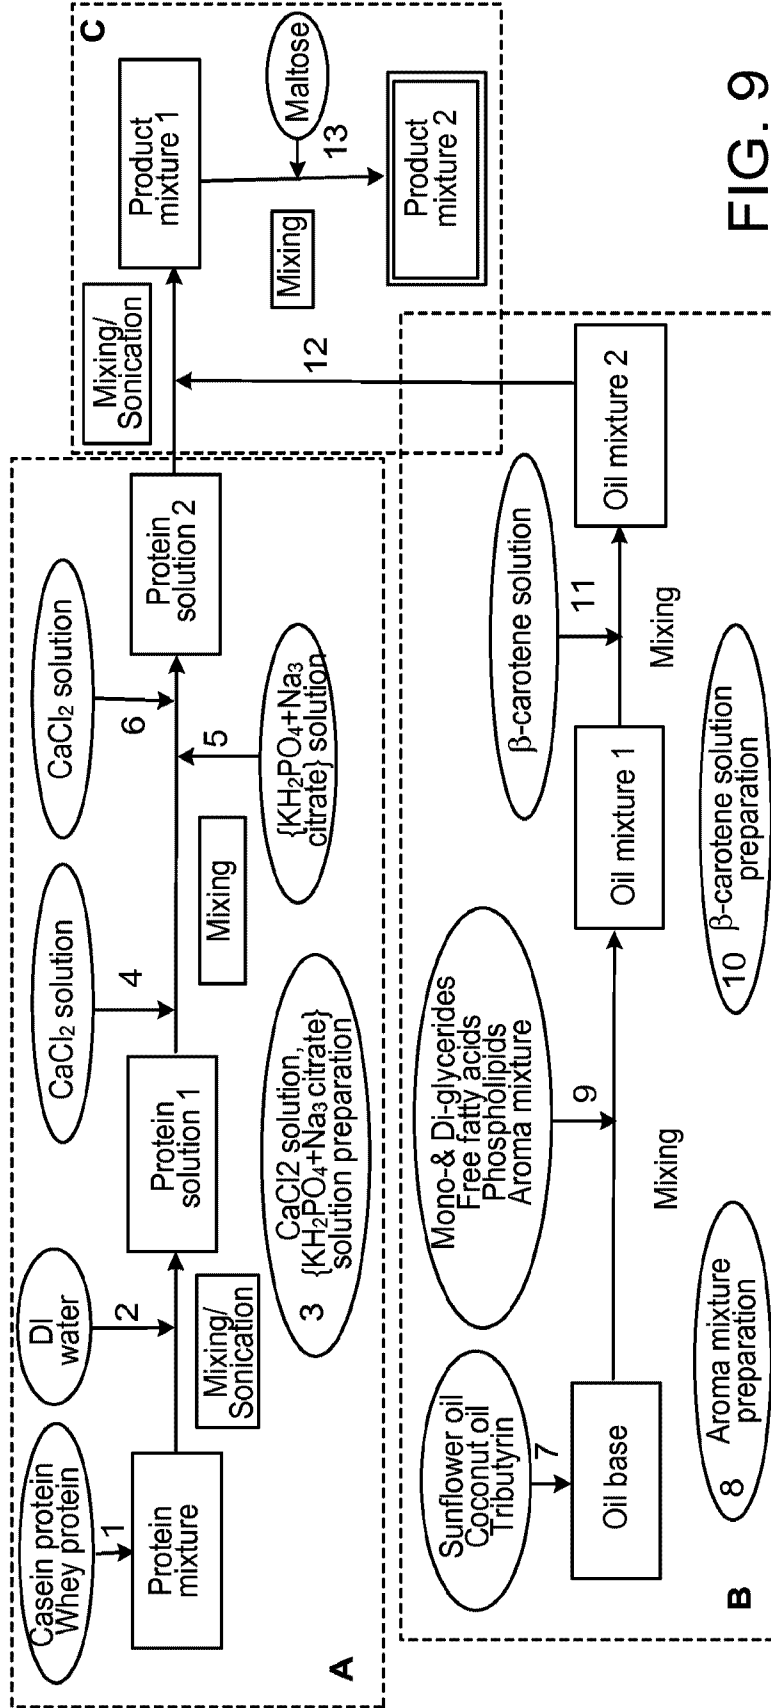 Casein protein
Whey protein
1
Protein
mixture
DI
water
2
Mixing/
Sonication
Protein
solution 1
3
CaCl2 solution,
{KH₂PO₄+Na₃ citrate}
solution preparation
CaCl₂ solution
4
Mixing
CaCl₂ solution
6
5
{KH₂PO₄+Na₃
citrate} solution
Protein
solution 2
A
Mixing/
Sonication
12
Product
mixture 1
Maltose
13
Mixing
Product
mixture 2
C
Sunflower oil
Coconut oil
Tributyrin
7
Oil base
8
Aroma mixture
preparation
Mono-& Di-glycerides
Free fatty acids
Phospholipids
Aroma mixture
9
Mixing
Oil mixture 1
10
β-carotene solution
preparation
β-carotene solution
11
Mixing
Oil mixture 2
B
FIG. 9